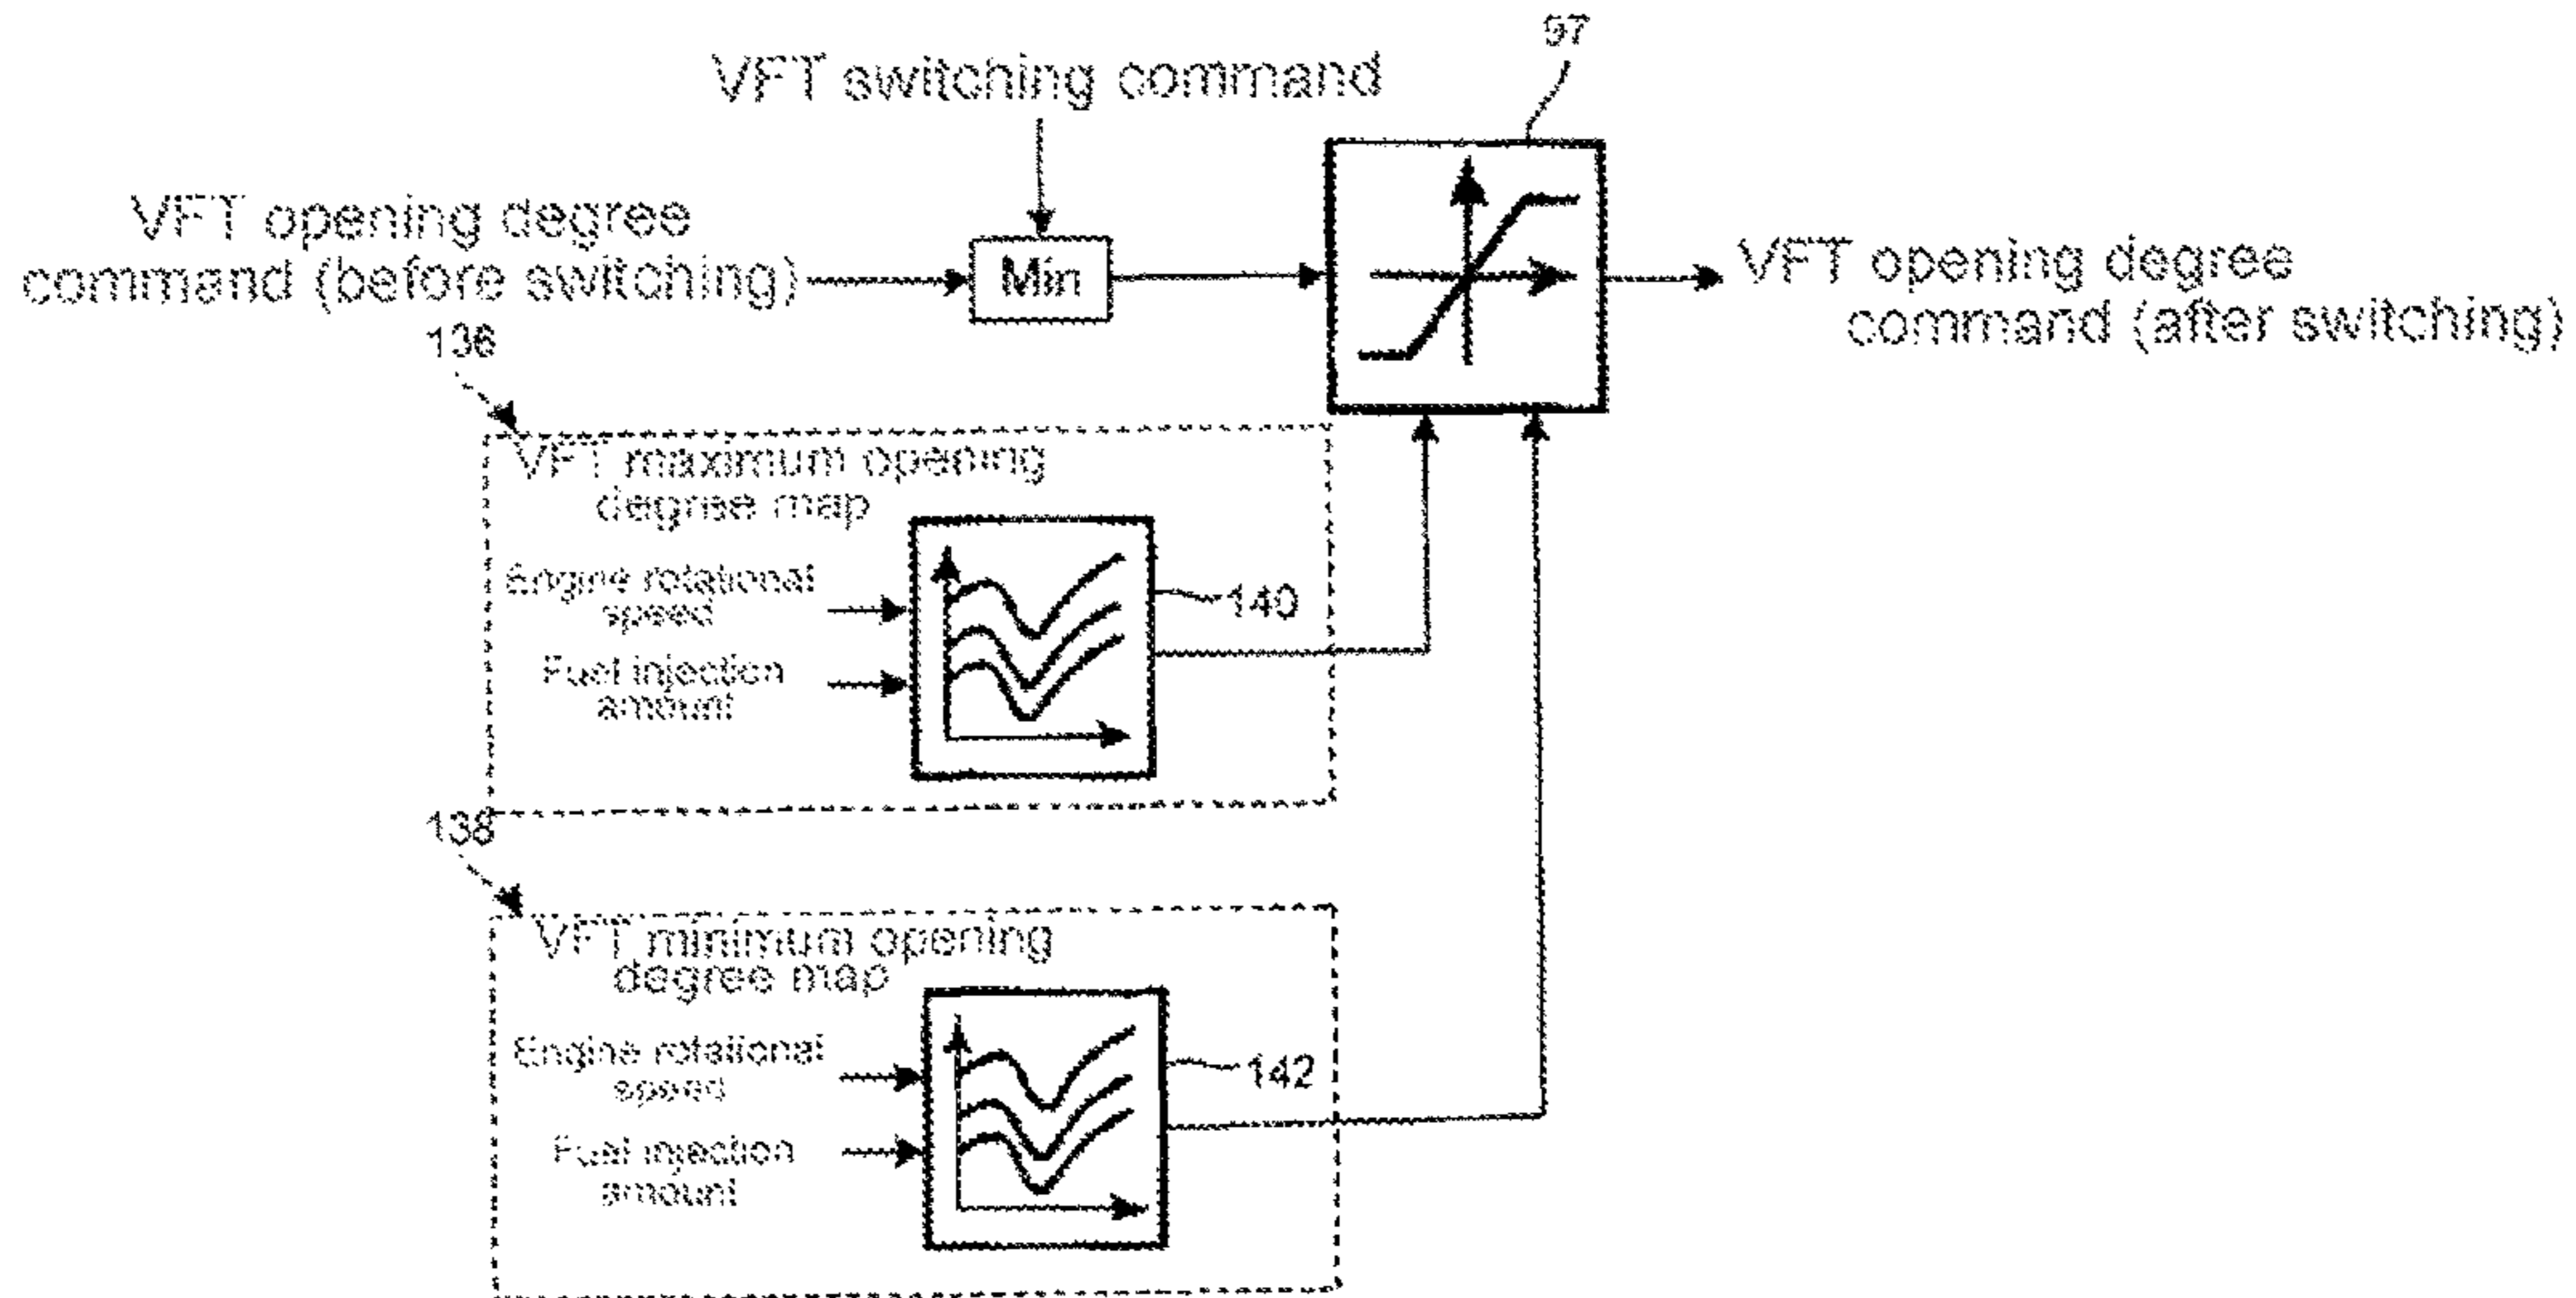 97
VFT switching command
VFT opening degree
command (before switching)
Min
VFT opening degree
command (after switching)
136
VFT maximum opening
degree map
Engine rotational
speed
140
Fuel injection
amount
138
VFT minimum opening
degree map
Engine rotational
speed
142
Fuel injection
amount